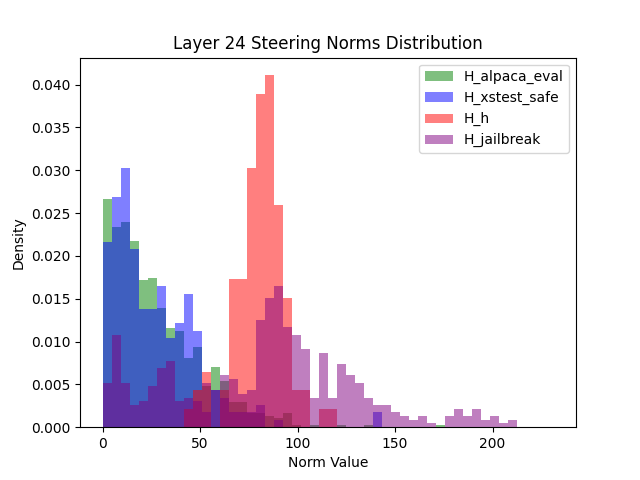 Layer 24 Steering Norms Distribution
H_alpaca_eval
H_xstest_safe
H_h
H_jailbreak
0.040
0.035
0.030
0.025
0.020
0.015
0.010
0.005
0.000
Density
0 50 100 150 200
Norm Value